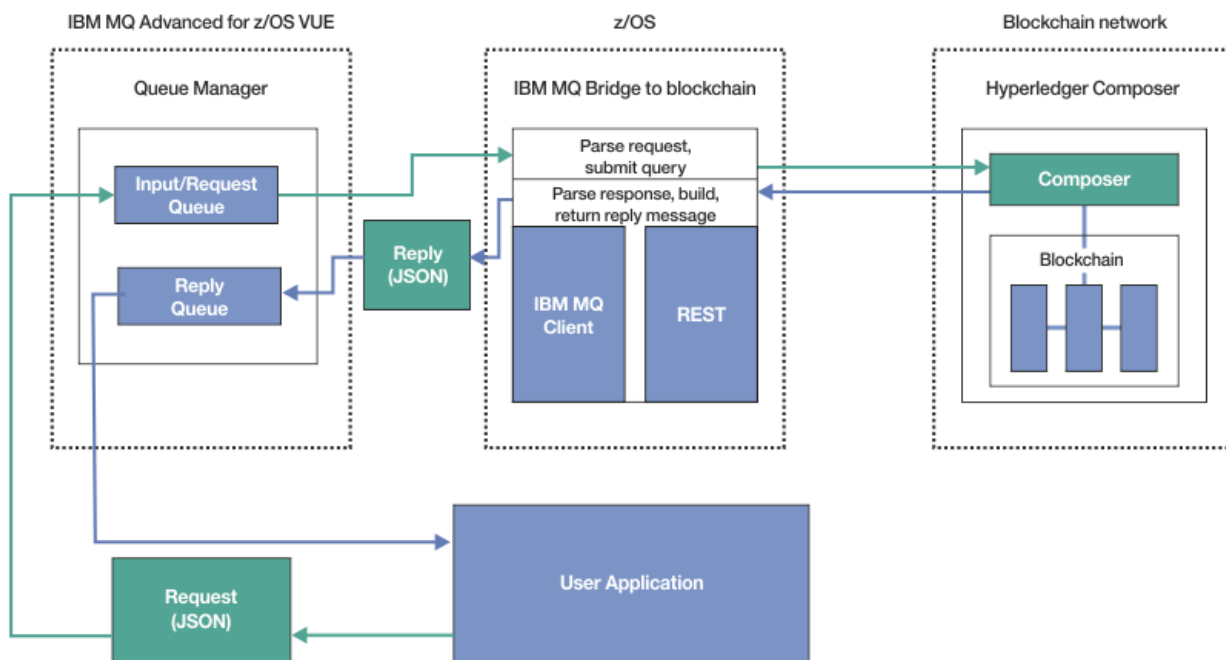 IBM MQ Advanced for z/OS VUE
z/OS
Blockchain network
Queue Manager
IBM MQ Bridge to blockchain
Hyperledger Composer
Input/Request
Queue
Reply
Queue
Reply
(JSON)
Parse request,
submit query
Parse response, build,
return reply message
IBM MQ
Client
REST
Composer
Blockchain
Request
(JSON)
User Application